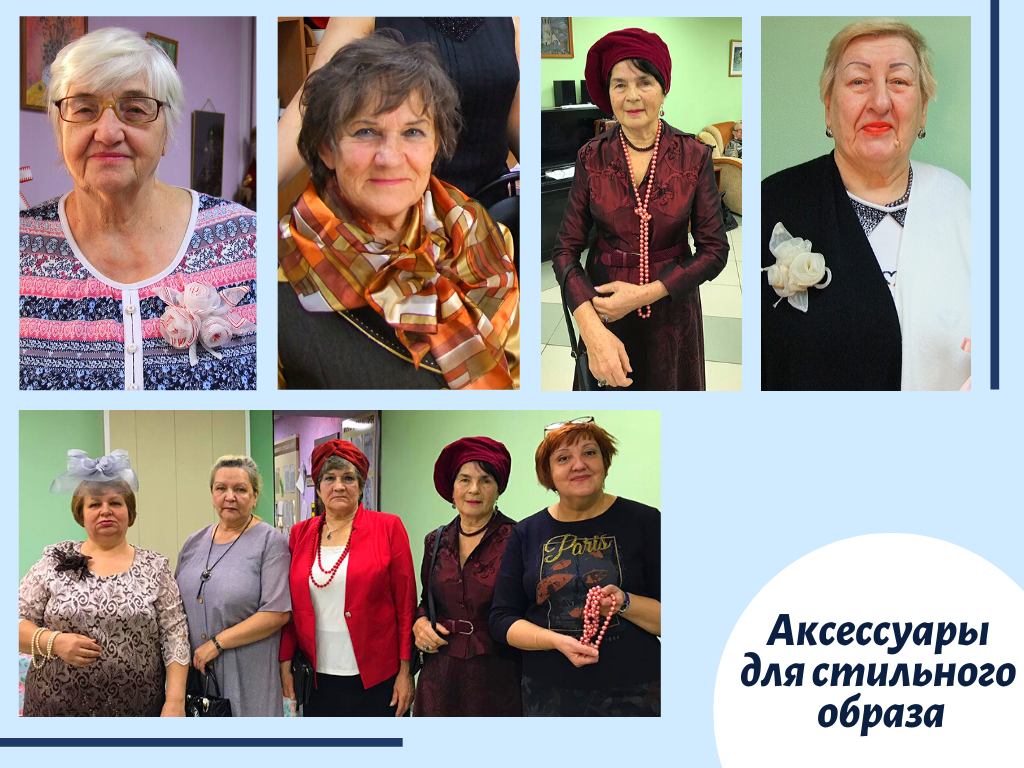 Paris
Аксессуары
для стильного
образа